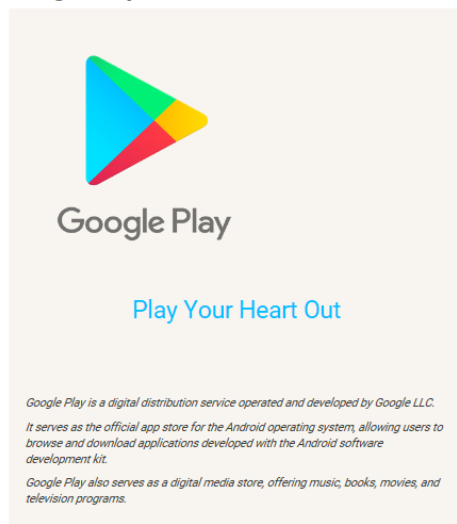 Google Play
Play Your Heart Out
Google Play is a digital distribution service operated and developed by Google LLC.
It serves as the official app store for the Android operating system, allowing users to
browse and download applications developed with the Android software
development kit.
Google Play also serves as a digital media store, offering music, books, movies, and
television programs.